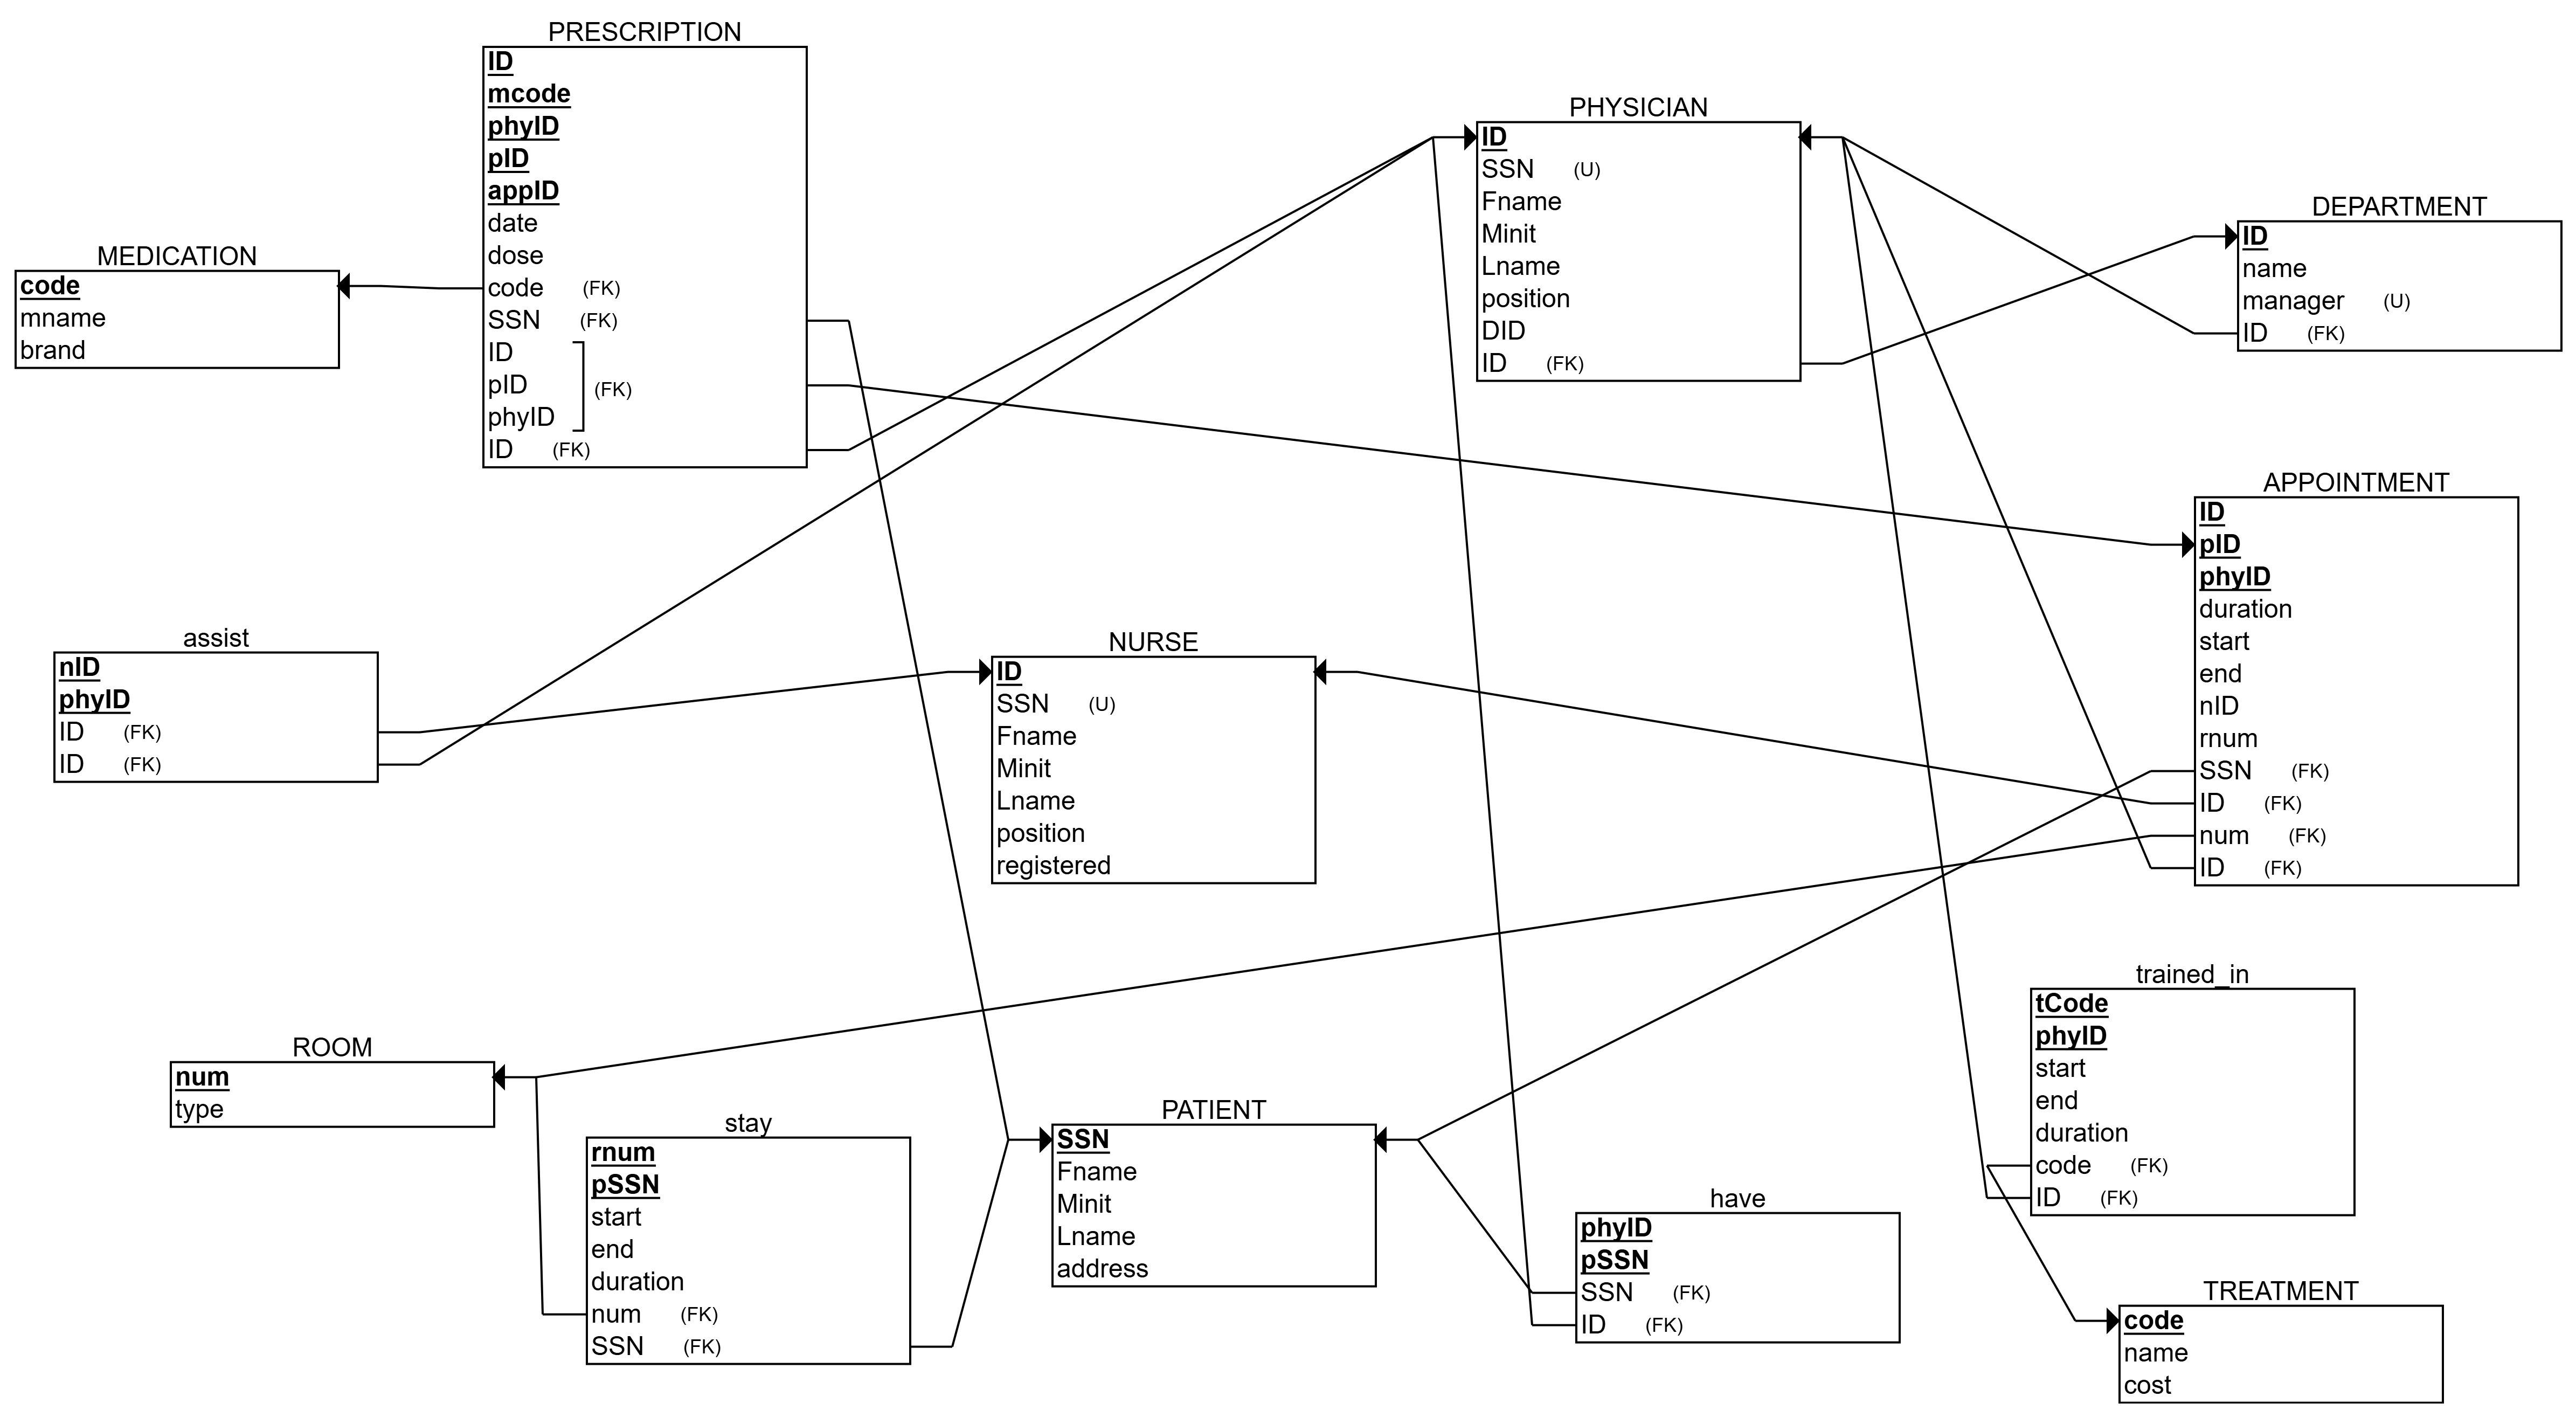 PRESCRIPTION
ID
mcode
phyID
pID
appID
date
dose
code (FK)
SSN (FK)
ID
pID (FK)
phyID
ID (FK)
PHYSICIAN
ID
SSN (U)
Fname
Minit
Lname
position
DID
ID (FK)
DEPARTMENT
ID
name
manager (U)
ID (FK)
MEDICATION
code
mname
brand
APPOINTMENT
ID
pID
phyID
duration
start
end
nID
rnum
SSN (FK)
ID (FK)
num (FK)
ID (FK)
assist
nID
phyID
ID (FK)
ID (FK)
NURSE
ID
SSN (U)
Fname
Minit
Lname
position
registered
trained_in
tCode
phyID
start
end
duration
code (FK)
ID (FK)
ROOM
num
type
stay
rnum
pSSN
start
end
duration
num (FK)
SSN (FK)
PATIENT
SSN
Fname
Minit
Lname
address
have
phyID
pSSN
SSN (FK)
ID (FK)
TREATMENT
code
name
cost